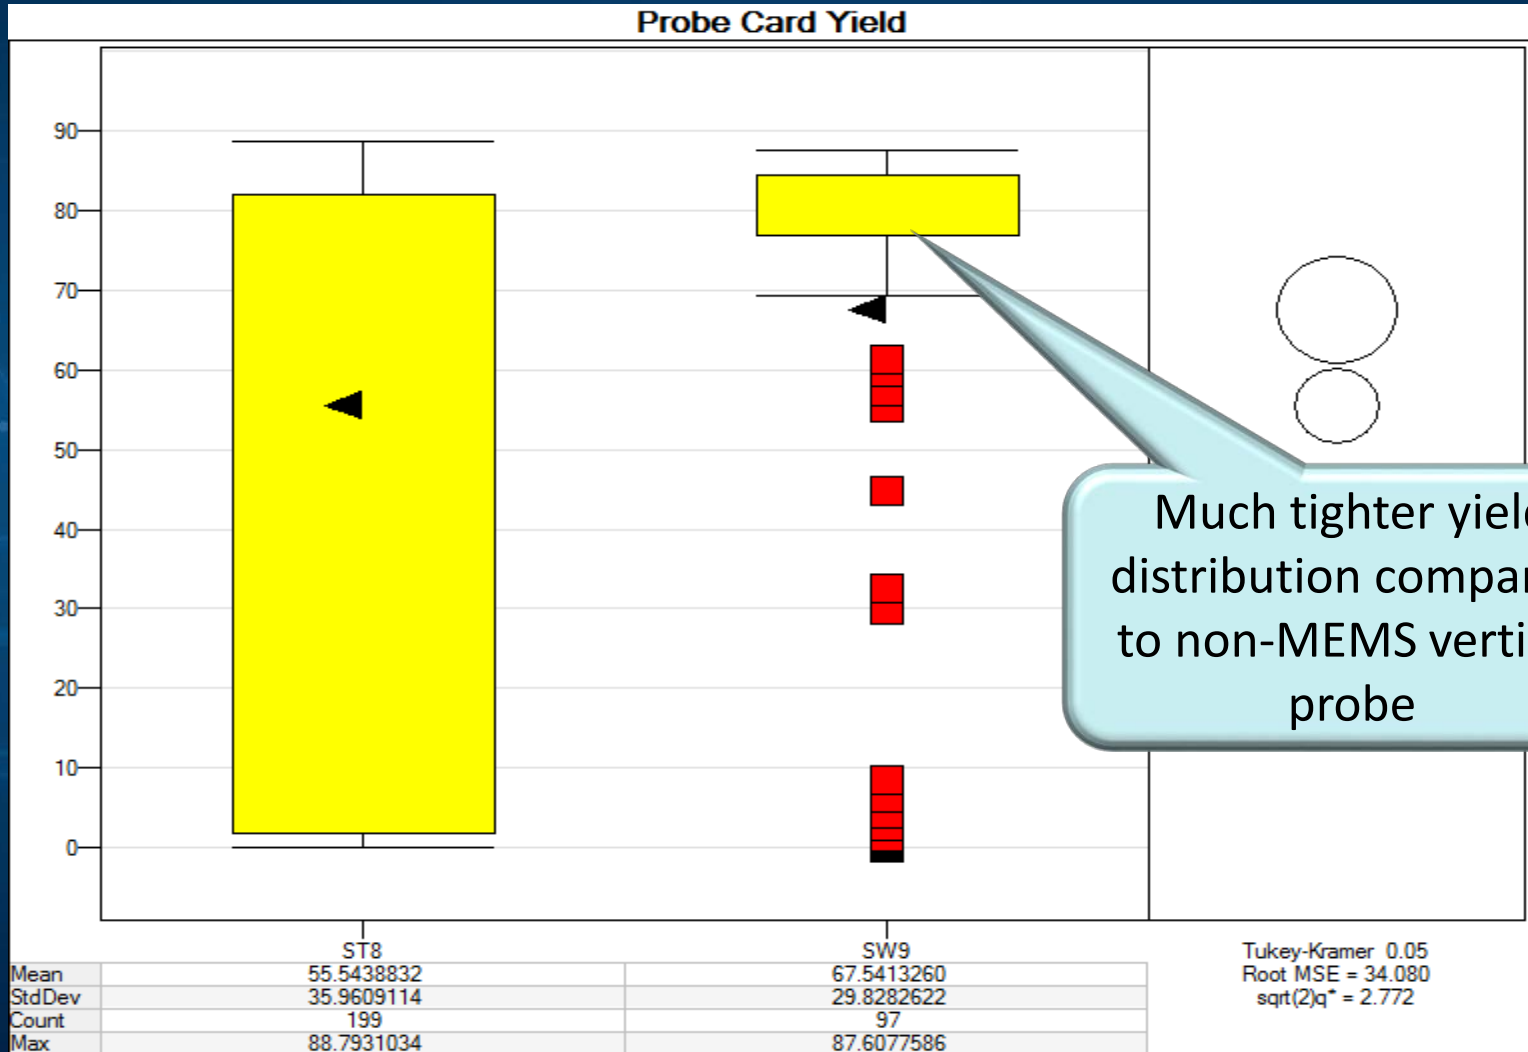 Probe Card Yield
90
80
70
60
50
40
30
20
10
0
Much tighter yield
distribution compar
to non-MEMS verti
probe
ST8 SW9
Mean 55.5438832 67.5413260
StdDev 35.9609114 29.8282622
Count 199 97
Max 88.7931034 87.6077586
Tukey-Kramer 0.05
Root MSE = 34.080
sqrt(2)q* = 2.772